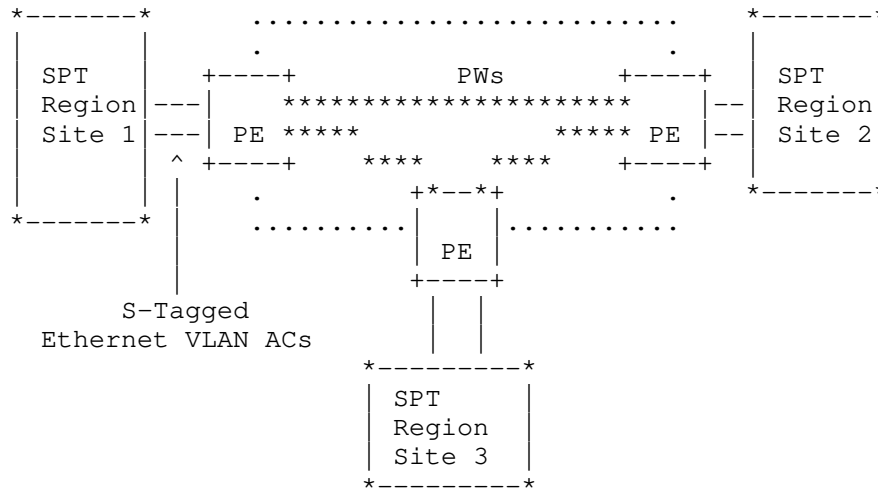 SPT PWs SPT
Region Region
Site 1 PE PE Site 2
PE
S-Tagged
Ethernet VLAN ACs
SPT
Region
Site 3